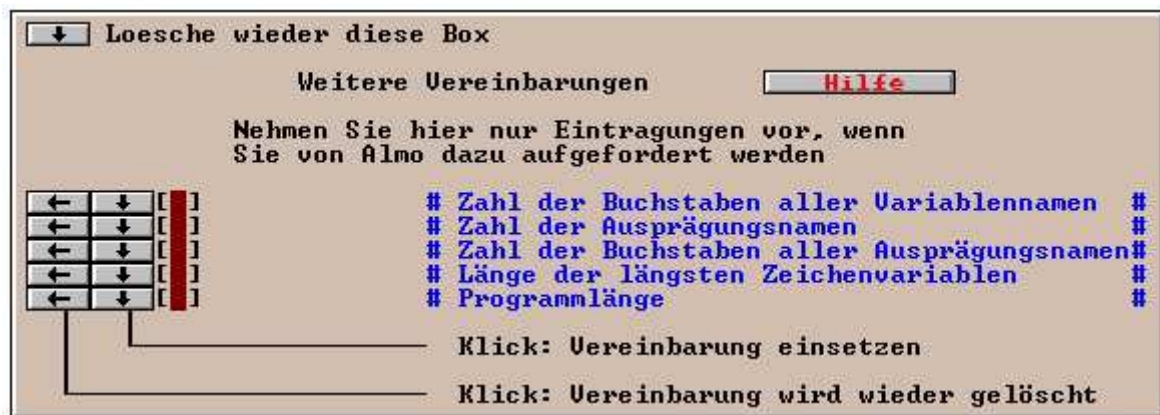 Loesche wieder diese Box
Weitere Vereinbarungen Hilfe
Nehmen Sie hier nur Eintragungen vor, wenn
Sie von Almo dazu aufgefordert werden
[ ] # Zahl der Buchstaben aller Variablennamen #
[ ] # Zahl der Ausprägungsnamen #
[ ] # Zahl der Buchstaben aller Ausprägungsnamen#
[ ] # Länge der längsten Zeichenvariablen #
[ ] # Programmlänge #
Klick: Vereinbarung einsetzen
Klick: Vereinbarung wird wieder gelöscht